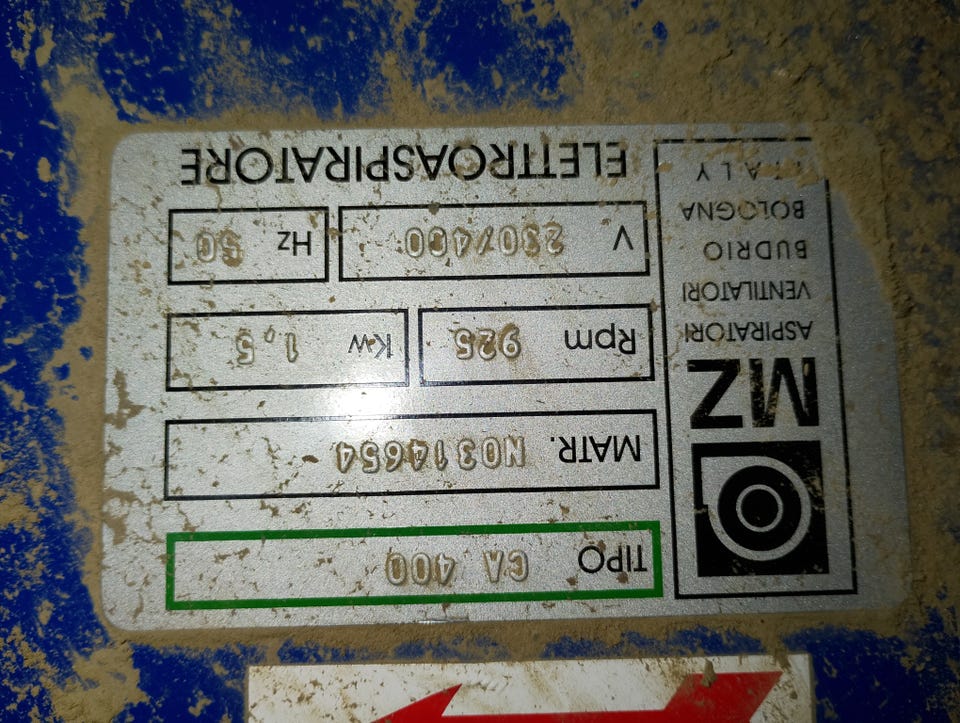 MZ
ASPIRATORI
VENTILATORI
BUDRIO
BOLOGNA
ITALY
TIPO CA 400
MATR. N0314654
Rpm 925 Kw 1,5
V 230/400 Hz 50
ELETTROASPIRATORE